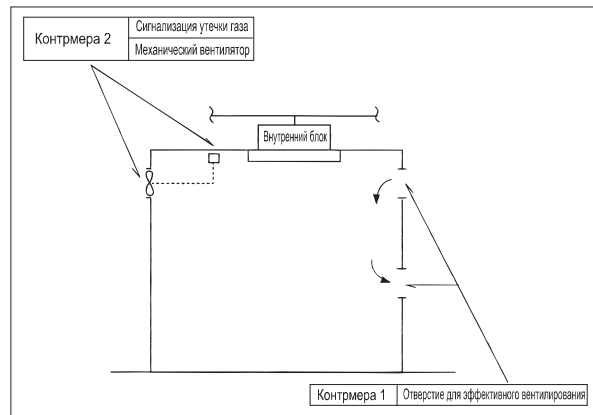 Контрмера 2
Сигнализация утечки газа
Механический вентилятор
Внутренний блок
Контрмера 1
Отверстие для эффективного вентилирования